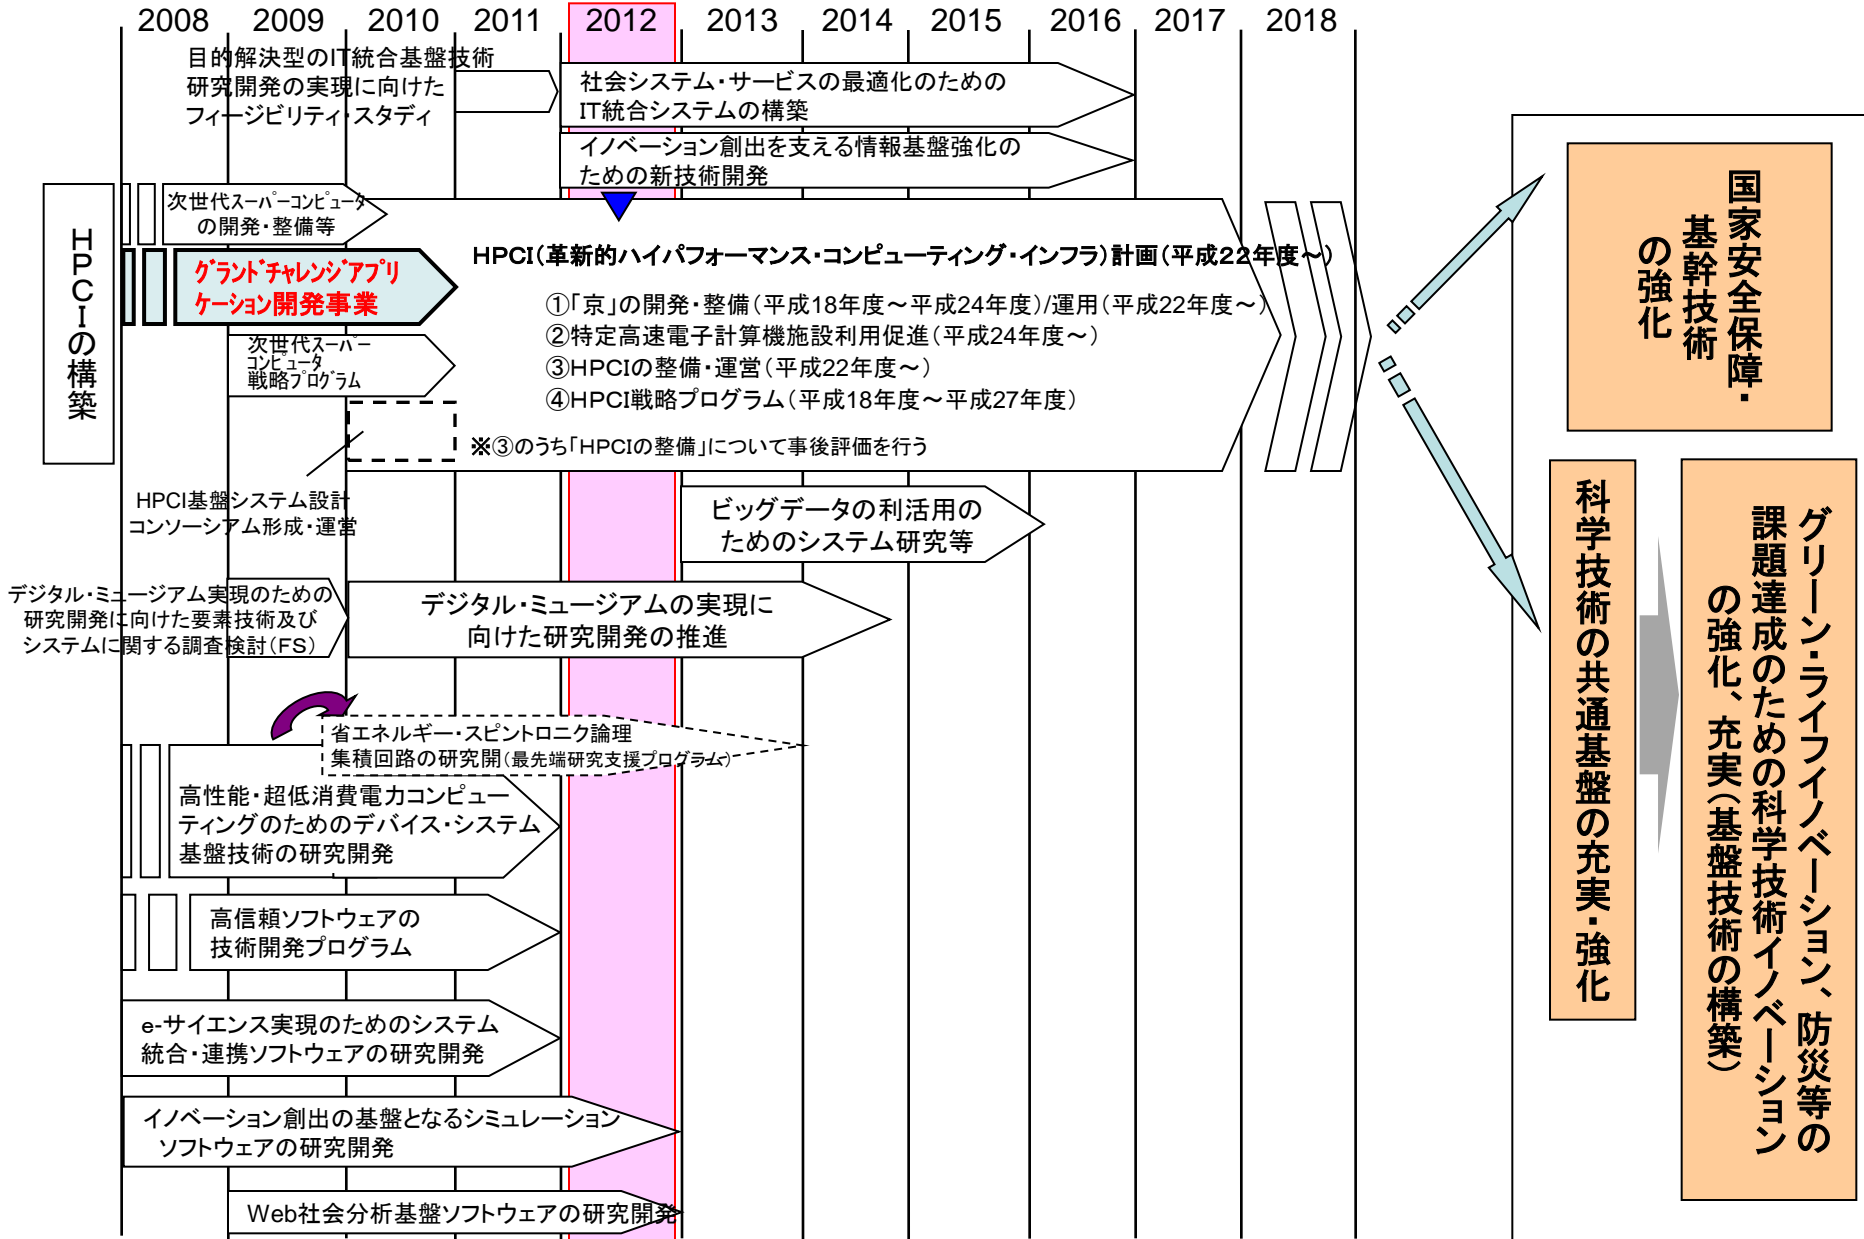 2008 2009 2010 2011 2012 2013 2014 2015 2016 2017 2018
目的解決型のIT統合基盤技術
研究開発の実現に向けた
フィージビリティ・スタディ
社会システム・サービスの最適化のための
IT統合システムの構築
イノベーション創出を支える情報基盤強化の
ための新技術開発
HPCIの構築
次世代スーパーコンピュータ
の開発・整備等
グランドチャレンジアプリ
ケーション開発事業
次世代スーパー
コンピュータ
戦略プログラム
HPCI(革新的ハイパフォーマンス・コンピューティング・インフラ)計画(平成22年度～)
①「京」の開発・整備(平成18年度～平成24年度)/運用(平成22年度～)
②特定高速電子計算機施設利用促進(平成24年度～)
③HPCIの整備・運営(平成22年度～)
④HPCI戦略プログラム(平成18年度～平成27年度)
※③のうち「HPCIの整備」について事後評価を行う
HPCI基盤システム設計
コンソーシアム形成・運営
ビッグデータの利活用の
ためのシステム研究等
デジタル・ミュージアム実現のための
研究開発に向けた要素技術及び
システムに関する調査検討(FS)
デジタル・ミュージアムの実現に
向けた研究開発の推進
省エネルギー・スピントロニク論理
集積回路の研究開(最先端研究支援プログラム)
高性能・超低消費電力コンピュー
ティングのためのデバイス・システム
基盤技術の研究開発
高信頼ソフトウェアの
技術開発プログラム
e-サイエンス実現のためのシステム
統合・連携ソフトウェアの研究開発
イノベーション創出の基盤となるシミュレーション
ソフトウェアの研究開発
Web社会分析基盤ソフトウェアの研究開発
国家安全保障・
基幹技術
の強化
科学技術の共通基盤の充実・強化
グリーン・ライフイノベーション、防災等の
課題達成のための科学技術イノベーション
の強化、充実(基盤技術の構築)